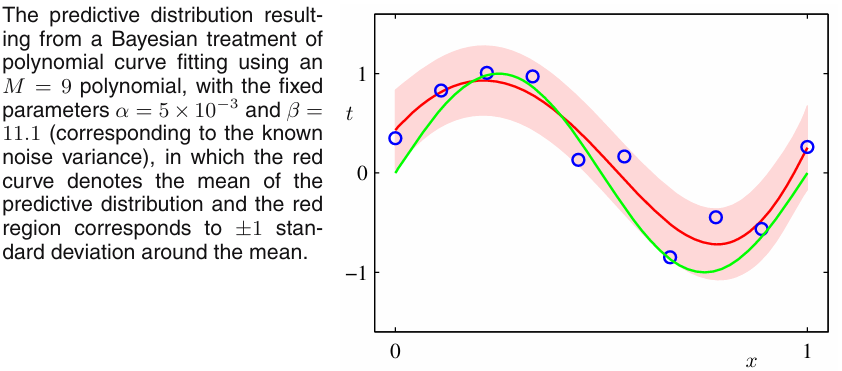 The predictive distribution result-
ing from a Bayesian treatment of
polynomial curve fitting using an
M = 9 polynomial, with the fixed
parameters α = 5 × 10⁻³ and β =
11.1 (corresponding to the known
noise variance), in which the red
curve denotes the mean of the
predictive distribution and the red
region corresponds to ±1 stan-
dard deviation around the mean.
1
t
0
−1
0
x
1